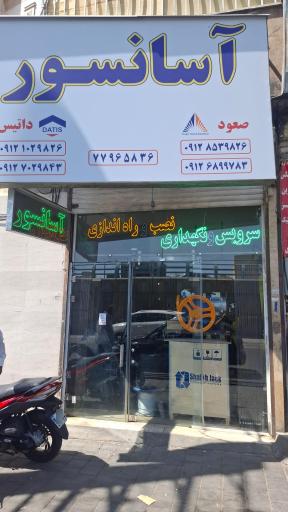 آسانسور
صعود
داتیس
DATIS
۰۹۱۲ ۸۵۳۹۸۲۶
۰۹۱۲ ۶۸۹۹۷۸۳
۷۷۹۶۵۸۳۶
۰۹۱۲ ۱۰۲۹۸۲۶
۰۹۱۲ ۷۰۲۹۸۴۳
آسانسور
نصب و راه اندازی
سرویس و نگهداری